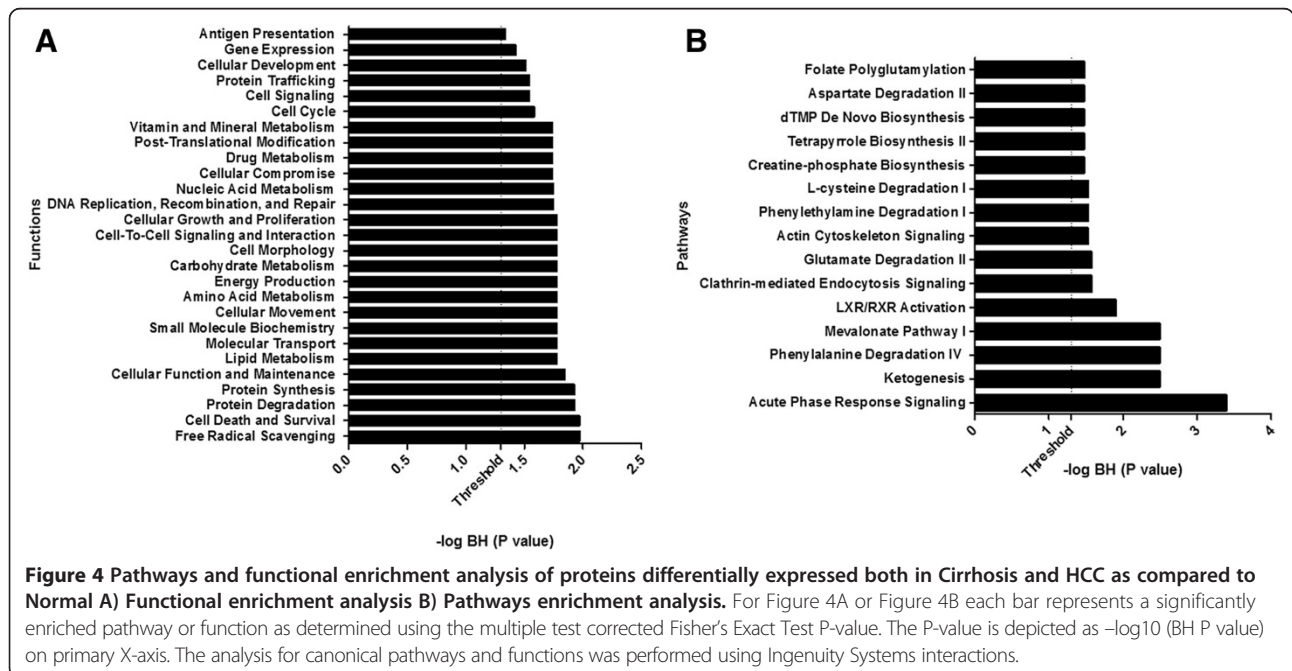 A
Functions
Antigen Presentation
Gene Expression
Cellular Development
Protein Trafficking
Cell Signaling
Cell Cycle
Vitamin and Mineral Metabolism
Post-Translational Modification
Drug Metabolism
Cellular Compromise
Nucleic Acid Metabolism
DNA Replication, Recombination, and Repair
Cellular Growth and Proliferation
Cell-To-Cell Signaling and Interaction
Cell Morphology
Carbohydrate Metabolism
Energy Production
Amino Acid Metabolism
Cellular Movement
Small Molecule Biochemistry
Molecular Transport
Lipid Metabolism
Cellular Function and Maintenance
Protein Synthesis
Protein Degradation
Cell Death and Survival
Free Radical Scavenging
0.0 0.5 1.0 Threshold 1.5 2.0 2.5
-log BH (P value)
B
Pathways
Folate Polyglutamylation
Aspartate Degradation II
dTMP De Novo Biosynthesis
Tetrapyrrole Biosynthesis II
Creatine-phosphate Biosynthesis
L-cysteine Degradation I
Phenylethylamine Degradation I
Actin Cytoskeleton Signaling
Glutamate Degradation II
Clathrin-mediated Endocytosis Signaling
LXR/RXR Activation
Mevalonate Pathway I
Phenylalanine Degradation IV
Ketogenesis
Acute Phase Response Signaling
0 1 Threshold 2 3 4
-log BH (P value)
Figure 4 Pathways and functional enrichment analysis of proteins differentially expressed both in Cirrhosis and HCC as compared to
Normal A) Functional enrichment analysis B) Pathways enrichment analysis. For Figure 4A or Figure 4B each bar represents a significantly
enriched pathway or function as determined using the multiple test corrected Fisher's Exact Test P-value. The P-value is depicted as –log10 (BH P value)
on primary X-axis. The analysis for canonical pathways and functions was performed using Ingenuity Systems interactions.